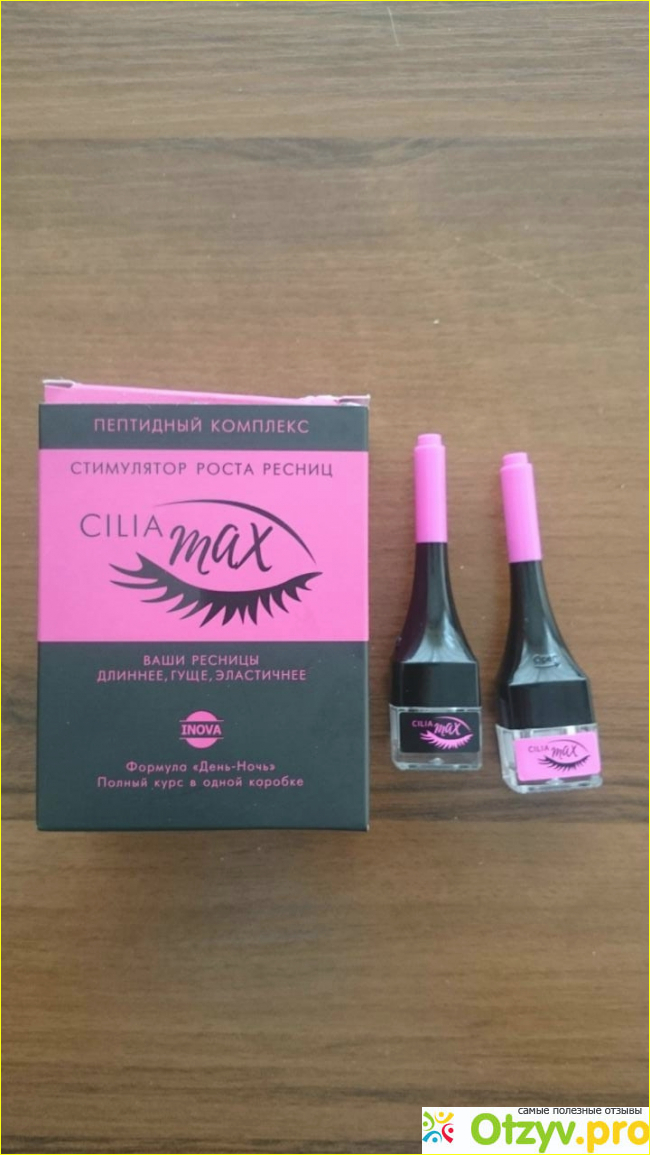 ПЕПТИДНЫЙ КОМПЛЕКС
СТИМУЛЯТОР РОСТА РЕСНИЦ
CILIA max
ВАШИ РЕСНИЦЫ
ДЛИННЕЕ, ГУЩЕ, ЭЛАСТИЧНЕЕ
INOVA
Формула «День-Ночь»
Полный курс в одной коробке
CILIA max
CILIA max
самые полезные отзывы
Otzyv.pro